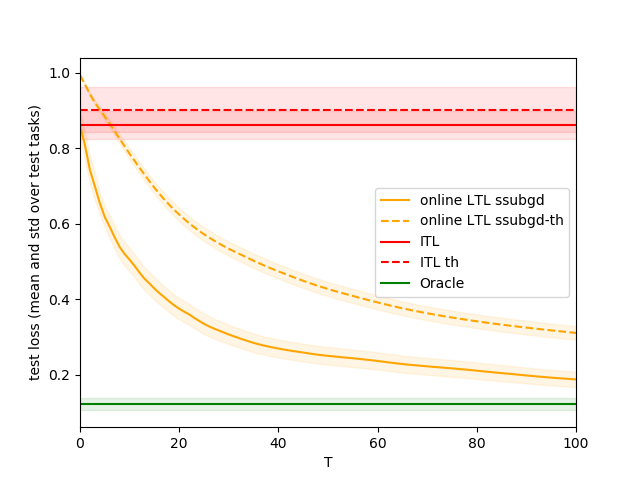 1.0
0.8
0.6
0.4
0.2
test loss (mean and std over test tasks)
online LTL ssubgd
online LTL ssubgd-th
ITL
ITL th
Oracle
0 20 40 60 80 100
T